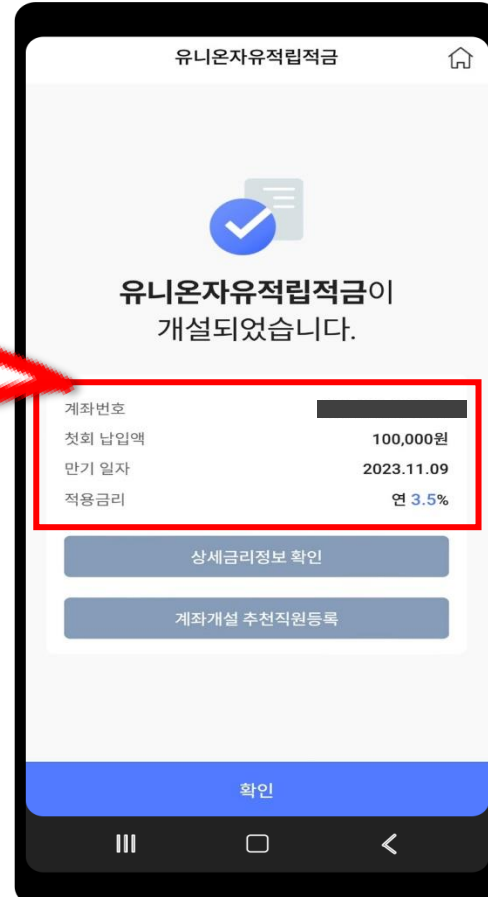 유니온자유적립적금
유니온자유적립적금이
개설되었습니다.
계좌번호
첫회 납입액 100,000원
만기 일자 2023.11.09
적용금리 연 3.5%
상세금리정보 확인
계좌개설 추천직원등록
확인